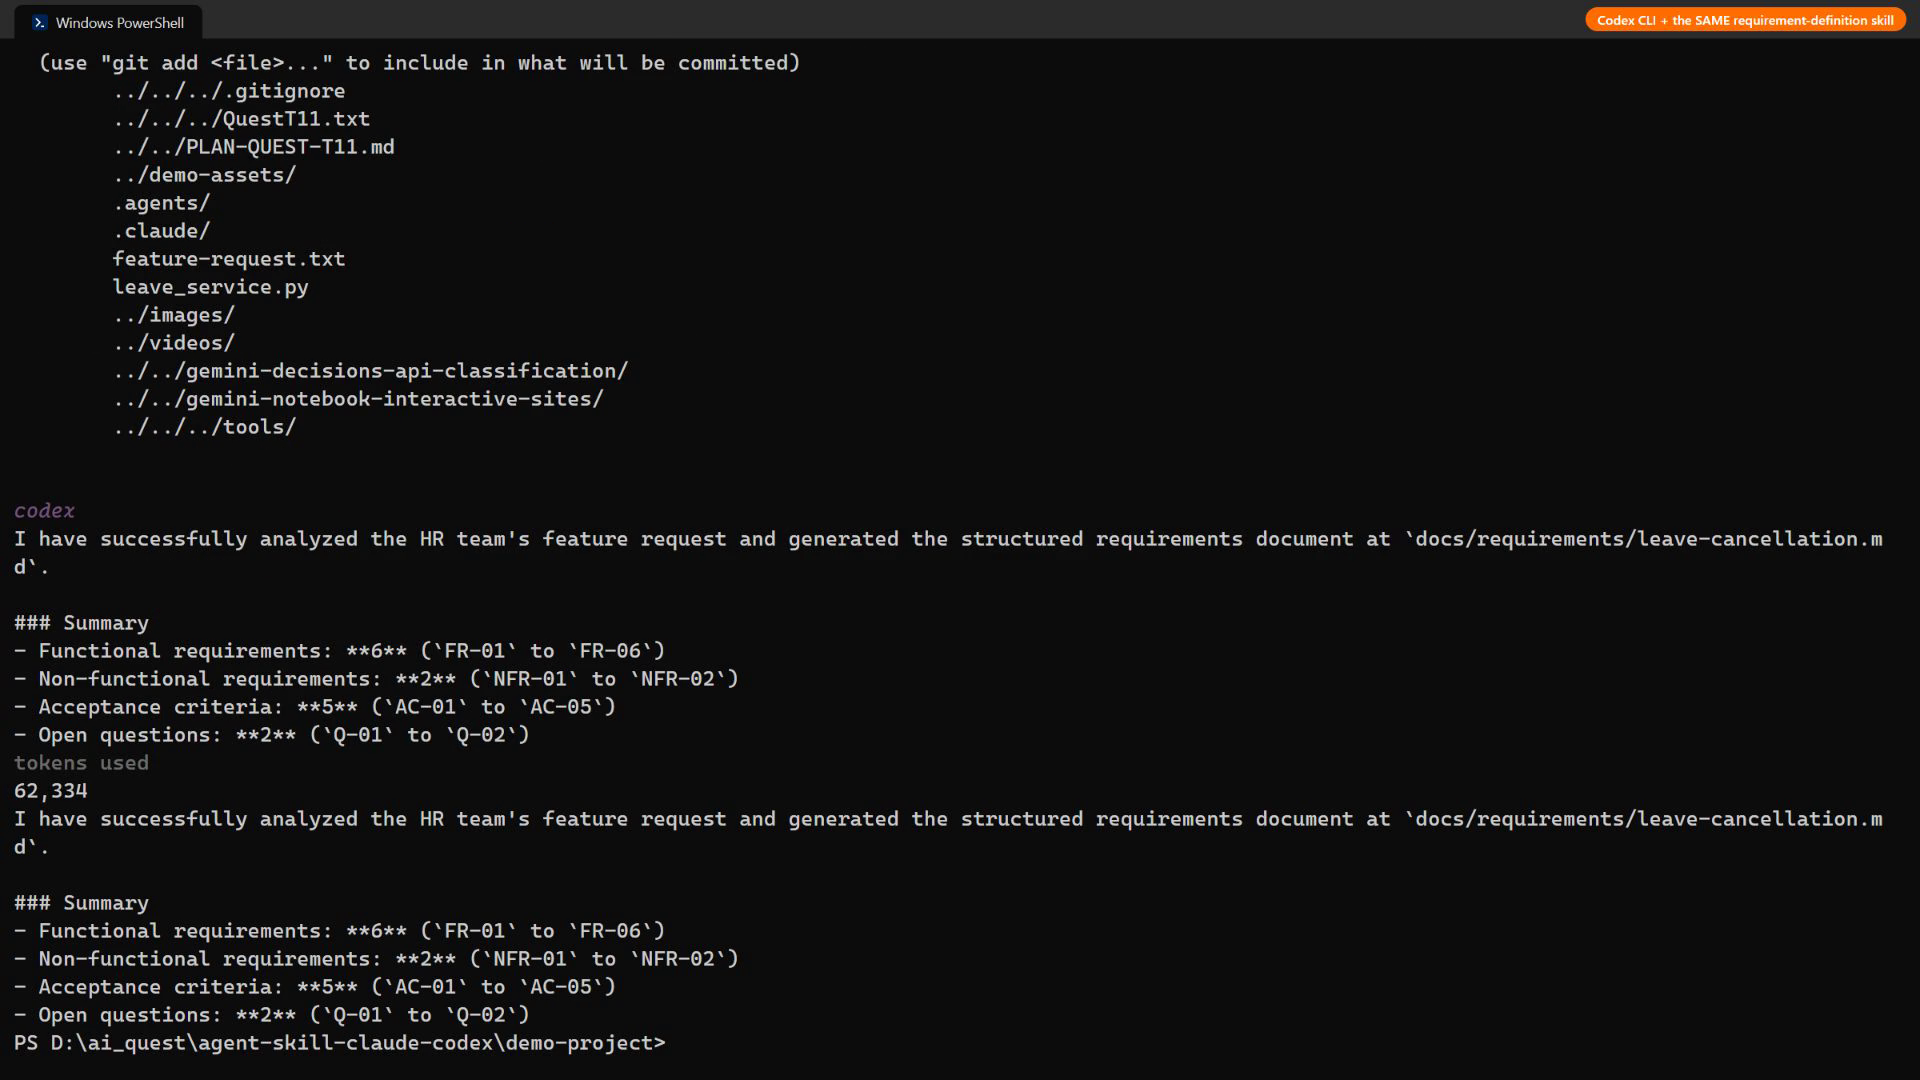 Windows PowerShell
Codex CLI + the SAME requirement-definition skill
(use "git add <file>..." to include in what will be committed)
../../../.gitignore
../../../QuestT11.txt
../../PLAN-QUEST-T11.md
../demo-assets/
.agents/
.claude/
feature-request.txt
leave_service.py
../images/
../videos/
../../gemini-decisions-api-classification/
../../gemini-notebook-interactive-sites/
../../../tools/
codex
I have successfully analyzed the HR team's feature request and generated the structured requirements document at `docs/requirements/leave-cancellation.m
d`.
### Summary
- Functional requirements: **6** (`FR-01` to `FR-06`)
- Non-functional requirements: **2** (`NFR-01` to `NFR-02`)
- Acceptance criteria: **5** (`AC-01` to `AC-05`)
- Open questions: **2** (`Q-01` to `Q-02`)
tokens used
62,334
I have successfully analyzed the HR team's feature request and generated the structured requirements document at `docs/requirements/leave-cancellation.m
d`.
### Summary
- Functional requirements: **6** (`FR-01` to `FR-06`)
- Non-functional requirements: **2** (`NFR-01` to `NFR-02`)
- Acceptance criteria: **5** (`AC-01` to `AC-05`)
- Open questions: **2** (`Q-01` to `Q-02`)
PS D:\ai_quest\agent-skill-claude-codex\demo-project>